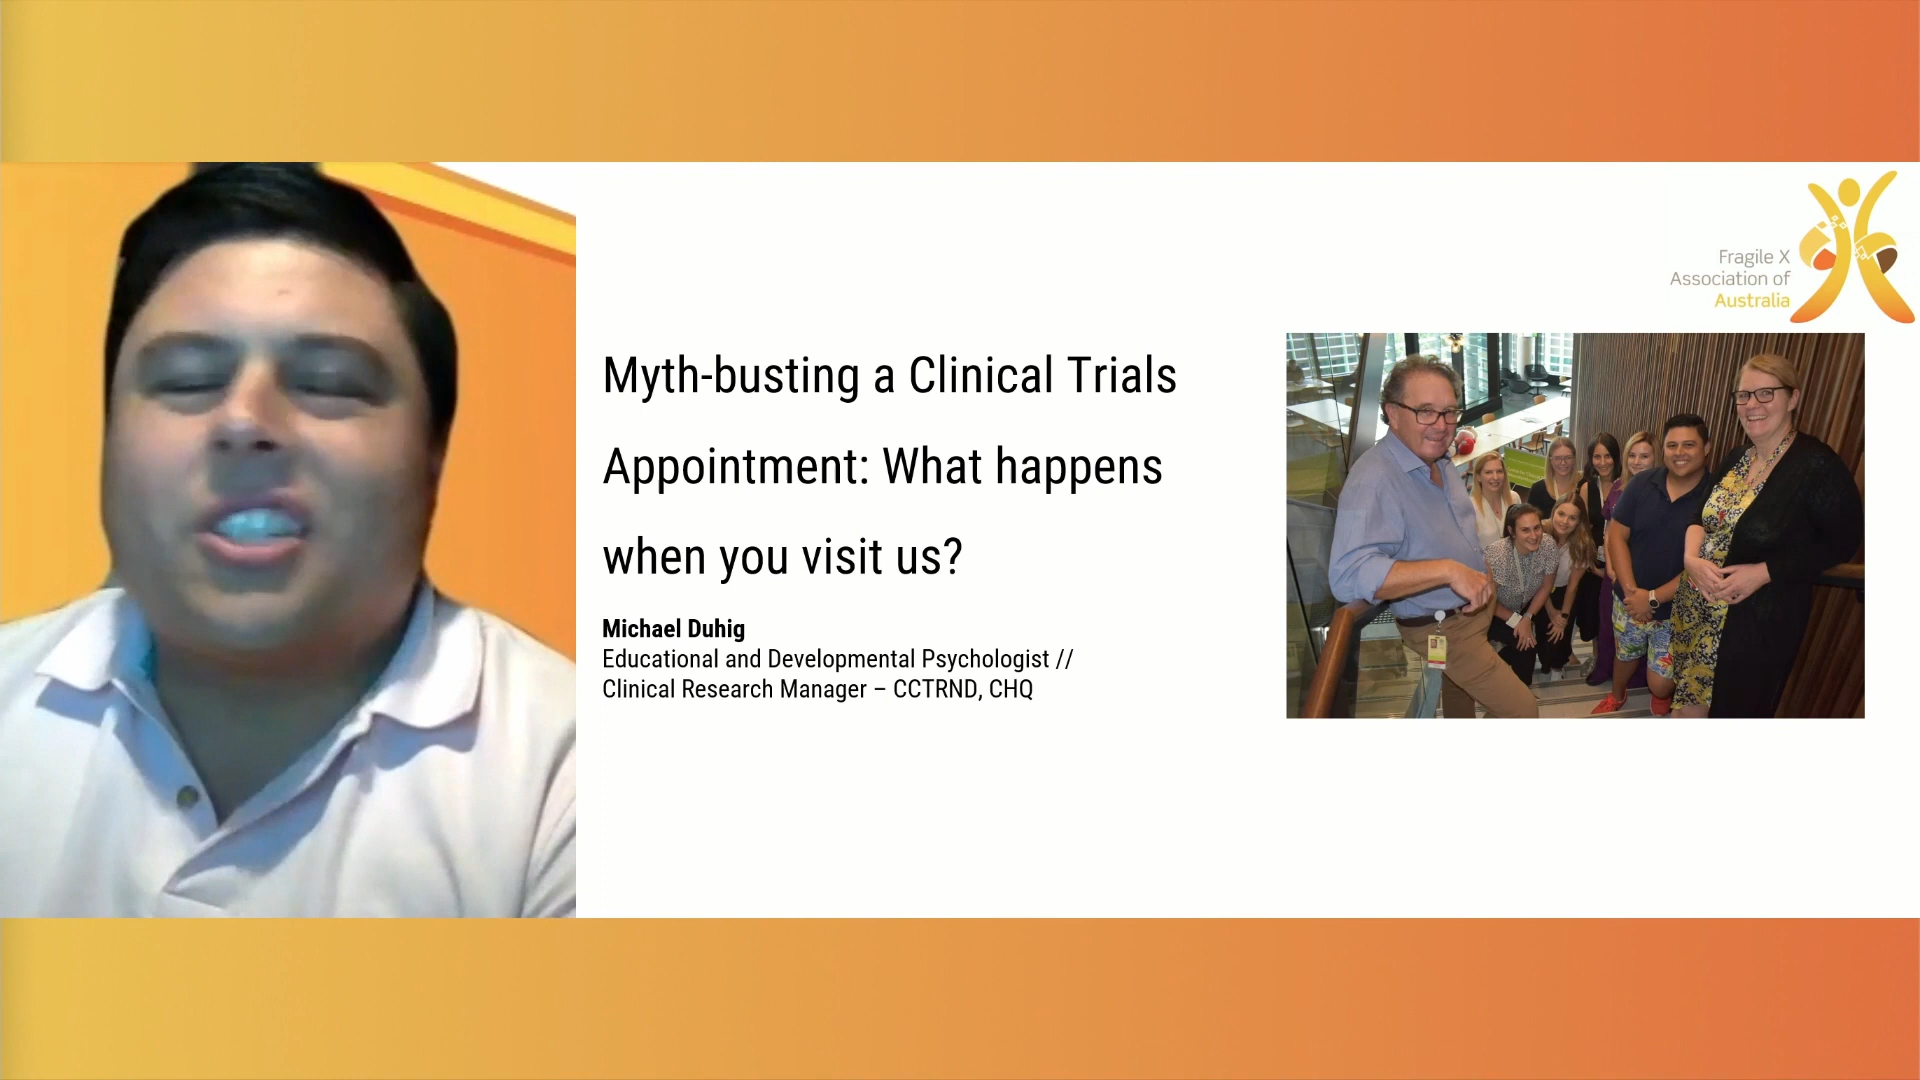 Fragile X
Association of
Australia
Myth-busting a Clinical Trials
Appointment: What happens
when you visit us?
Michael Duhig
Educational and Developmental Psychologist //
Clinical Research Manager – CCTRND, CHQ